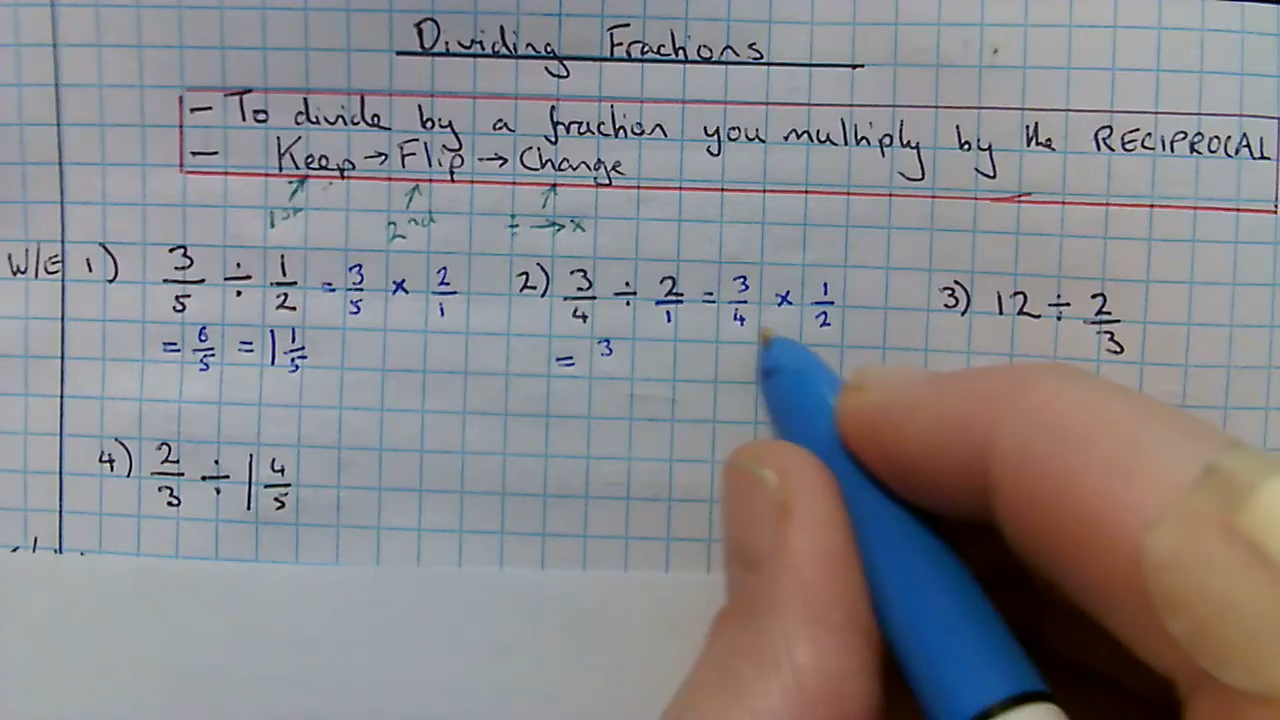 Dividing Fractions
- To divide by a fraction you multiply by the RECIPROCAL
- Keep → Flip → Change
1st 2nd ÷ → x
W/E 1) 3/5 ÷ 1/2 = 3/5 × 2/1
= 6/5 = 1 1/5
2) 3/4 ÷ 2/1 = 3/4 × 1/2
= 3
3) 12 ÷ 2/3
4) 2/3 ÷ 1 4/5